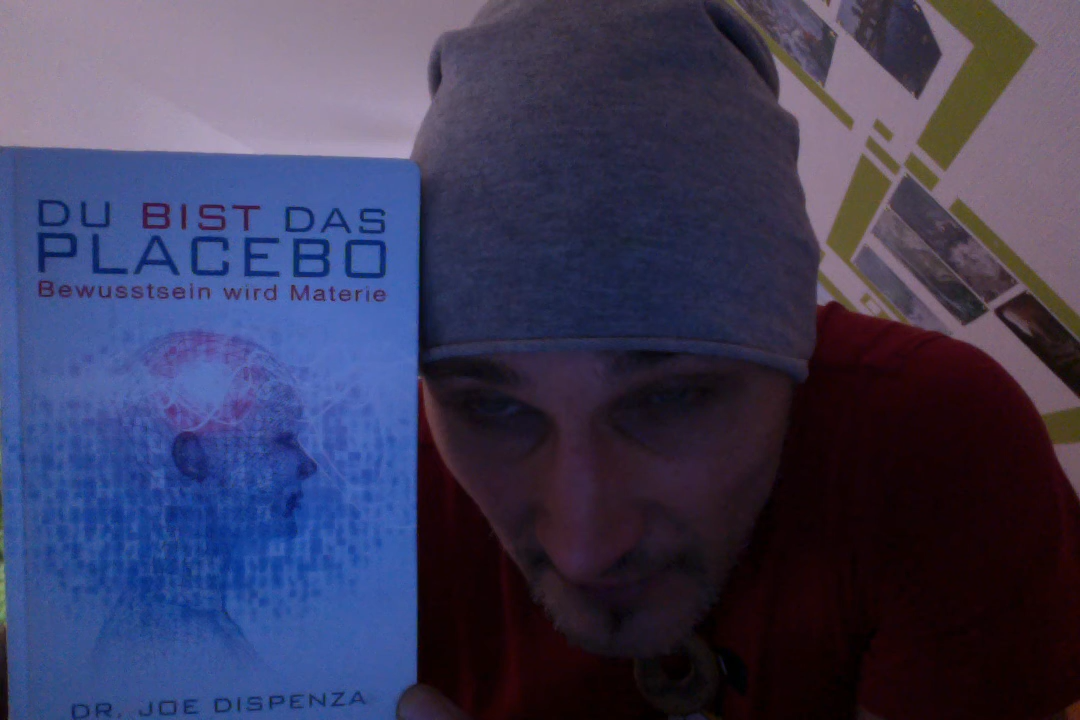 DU BIST DAS
PLACEBO
Bewusstsein wird Materie
DR. JOE DISPENZA